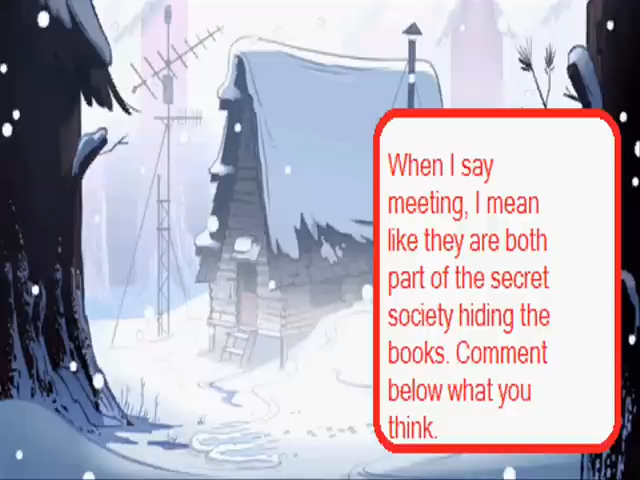 When I say
meeting, I mean
like they are both
part of the secret
society hiding the
books. Comment
below what you
think.